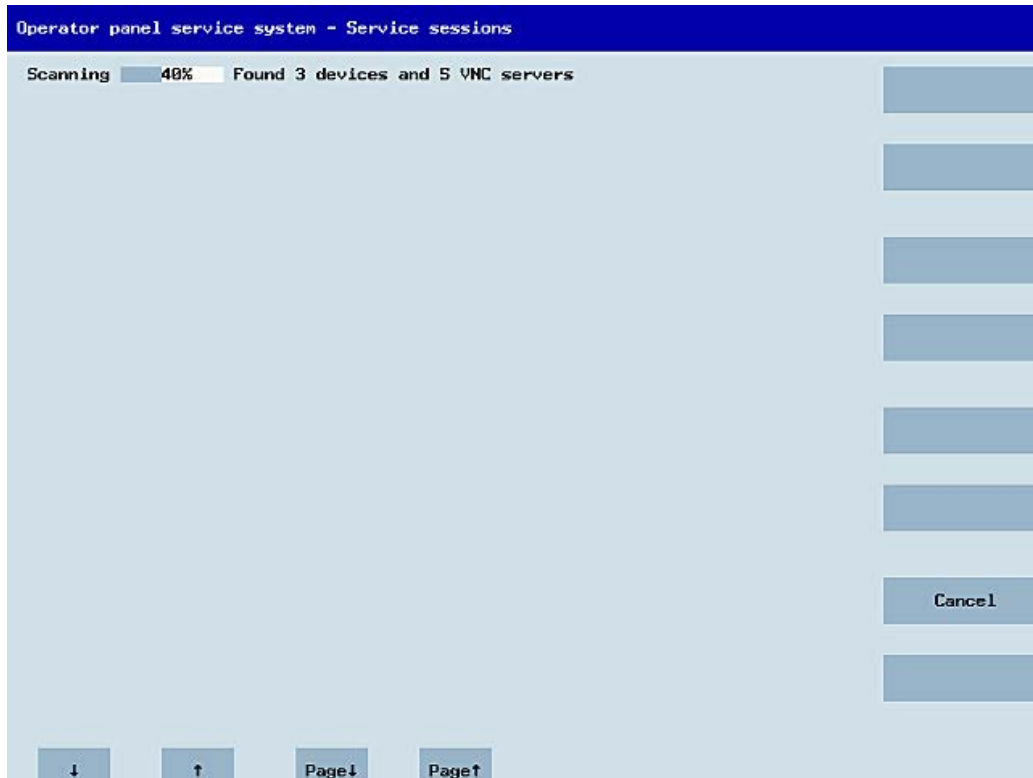 Operator panel service system - Service sessions
Scanning 40% Found 3 devices and 5 VNC servers
Cancel
↓ ↑ Page↓ Page↑